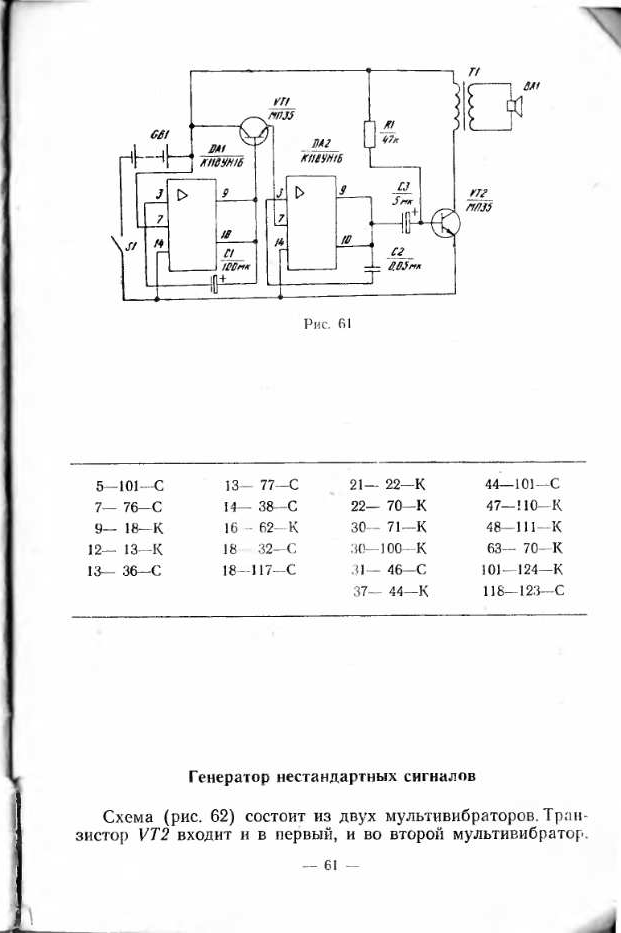 T1
BA1
VT1
МП35
GB1
DA1
К118УН1Б
DA2
К118УН1Б
R1
47к
C3
5мк
+
VT2
МП35
3
9
7
14
10
S1
C1
100мк
+
3
9
7
14
10
C2
0,05мк
Рис. 61
5—101—С 13— 77—С 21— 22—К 44—101—С
7— 76—С 14— 38—С 22— 70—К 47—110—К
9— 18—К 16 – 62—К 30— 71—К 48—111—К
12— 13—К 18 32—С 30—100—К 63— 70—К
13— 36—С 18—117—С 31— 46—С 101—124—К
37— 44—К 118—123—С
Генератор нестандартных сигналов
Схема (рис. 62) состоит из двух мультивибраторов. Тран-
зистор VT2 входит и в первый, и во второй мультивибратор.
— 61 —